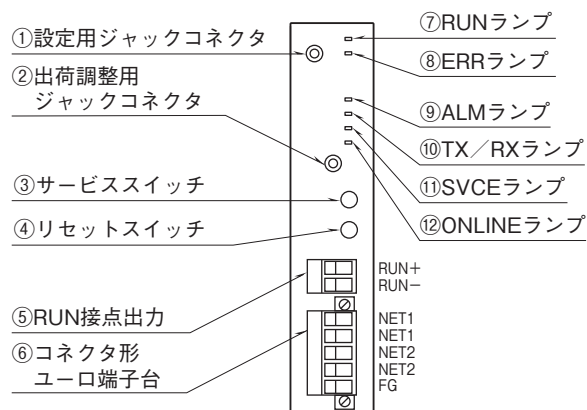 ①設定用ジャックコネクタ
②出荷調整用
ジャックコネクタ
③サービススイッチ
④リセットスイッチ
⑤RUN接点出力
⑥コネクタ形
ユーロ端子台
⑦RUNランプ
⑧ERRランプ
⑨ALMランプ
⑩TX／RXランプ
⑪SVCEランプ
⑫ONLINEランプ
RUN＋
RUN－
NET1
NET1
NET2
NET2
FG